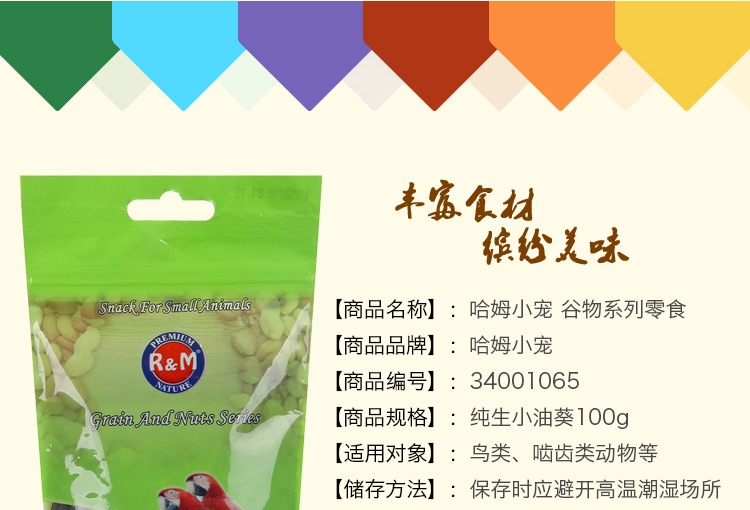 丰富食材
缤纷美味
Snack For Small Animals
PREMIUM
R&M
®
NATURE
Grain And Nuts Series
【商品名称】：哈姆小宠 谷物系列零食
【商品品牌】：哈姆小宠
【商品编号】：34001065
【商品规格】：纯生小油葵100g
【适用对象】：鸟类、啮齿类动物等
【储存方法】：保存时应避开高温潮湿场所